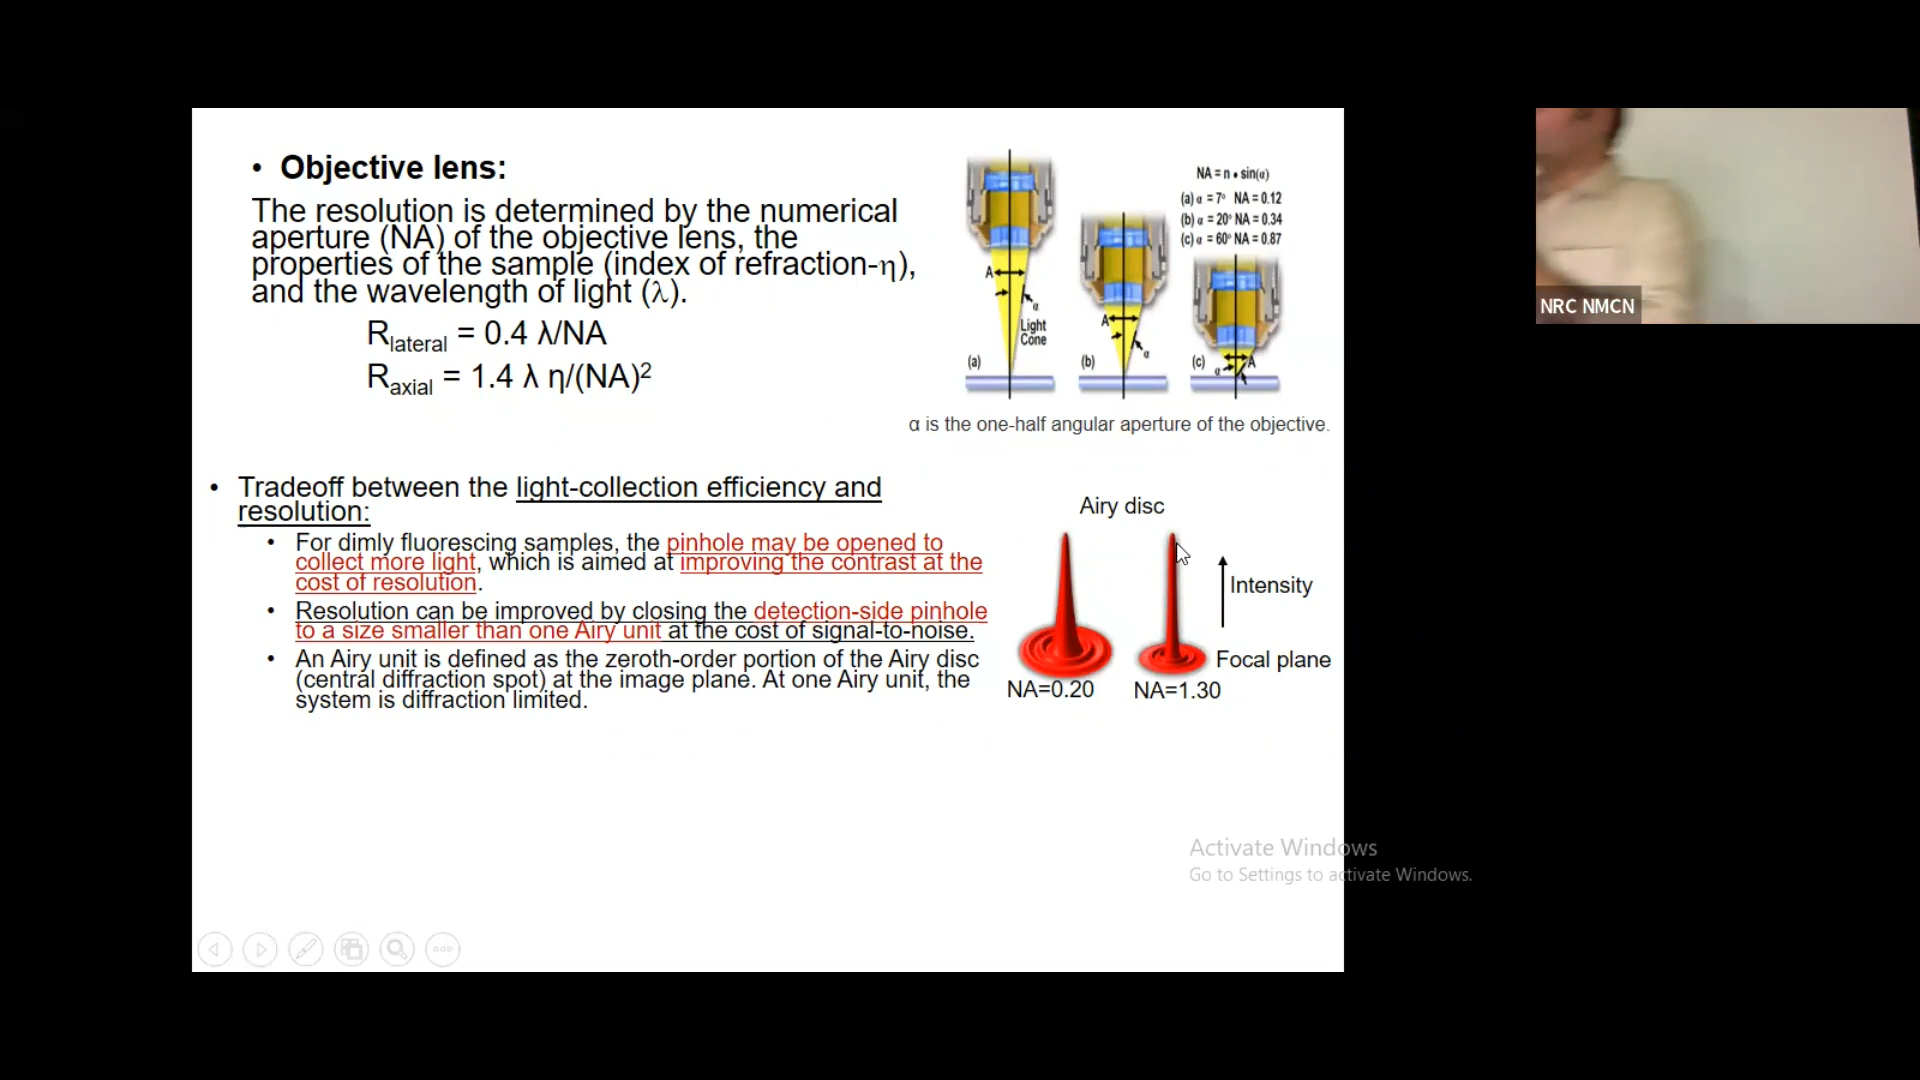 • Objective lens:
The resolution is determined by the numerical
aperture (NA) of the objective lens, the
properties of the sample (index of refraction-η),
and the wavelength of light (λ).
Rlateral = 0.4 λ/NA
Raxial = 1.4 λ η/(NA)²
NA = n • sin(α)
(a) α = 7° NA = 0.12
(b) α = 20° NA = 0.34
(c) α = 60° NA = 0.87
A
α
Light
Cone
(a)
A
α
(b)
A
α
(c)
α is the one-half angular aperture of the objective.
• Tradeoff between the light-collection efficiency and
resolution:
• For dimly fluorescing samples, the pinhole may be opened to
collect more light, which is aimed at improving the contrast at the
cost of resolution.
• Resolution can be improved by closing the detection-side pinhole
to a size smaller than one Airy unit at the cost of signal-to-noise.
• An Airy unit is defined as the zeroth-order portion of the Airy disc
(central diffraction spot) at the image plane. At one Airy unit, the
system is diffraction limited.
Airy disc
Intensity
Focal plane
NA=0.20
NA=1.30
NRC NMCN
Activate Windows
Go to Settings to activate Windows.